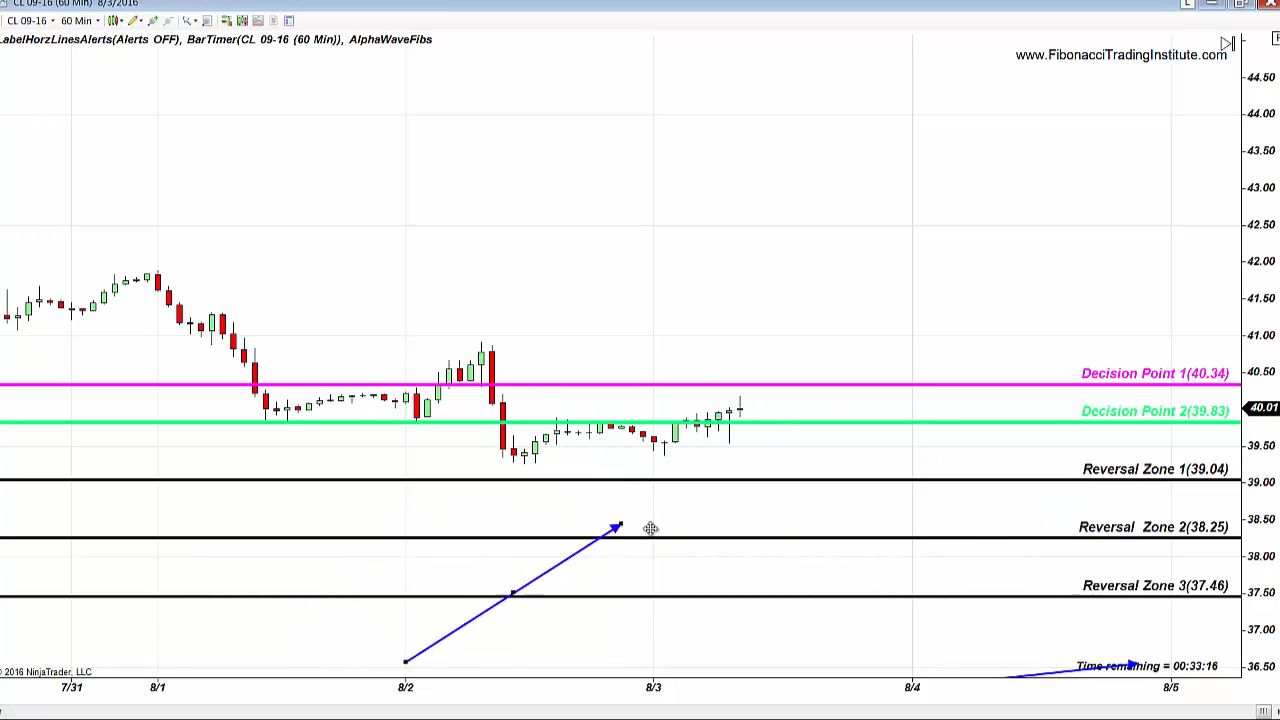 CL 09-16 (60 Min) 8/3/2016
L
CL 09-16 60 Min
LabelHorzLinesAlerts(Alerts OFF), BarTimer(CL 09-16 (60 Min)), AlphaWaveFibs
www.FibonacciTradingInstitute.com
44.50
44.00
43.50
43.00
42.50
42.00
41.50
41.00
40.50
Decision Point 1(40.34)
40.01
Decision Point 2(39.83)
39.50
Reversal Zone 1(39.04)
39.00
38.50
Reversal Zone 2(38.25)
38.00
Reversal Zone 3(37.46)
37.50
37.00
36.50
Time remaining = 00:33:16
© 2016 NinjaTrader, LLC
7/31 8/1 8/2 8/3 8/4 8/5